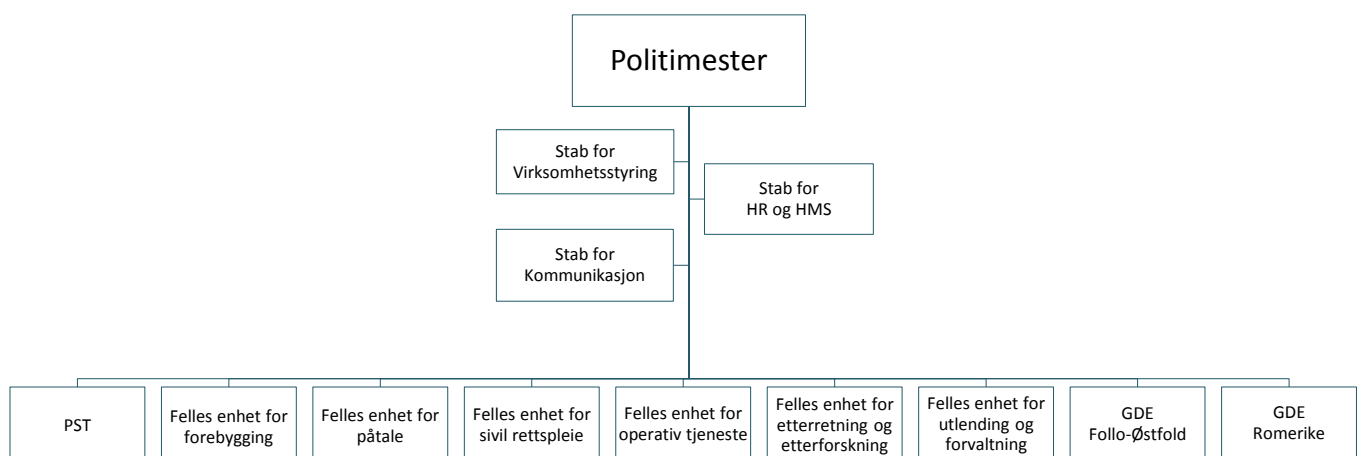 Politimester
Stab for
Virksomhetsstyring
Stab for
HR og HMS
Stab for
Kommunikasjon
PST
Felles enhet for
forebygging
Felles enhet for
påtale
Felles enhet for
sivil rettspleie
Felles enhet for
operativ tjeneste
Felles enhet for
etterretning og
etterforskning
Felles enhet for
utlending og
forvaltning
GDE
Follo-Østfold
GDE
Romerike